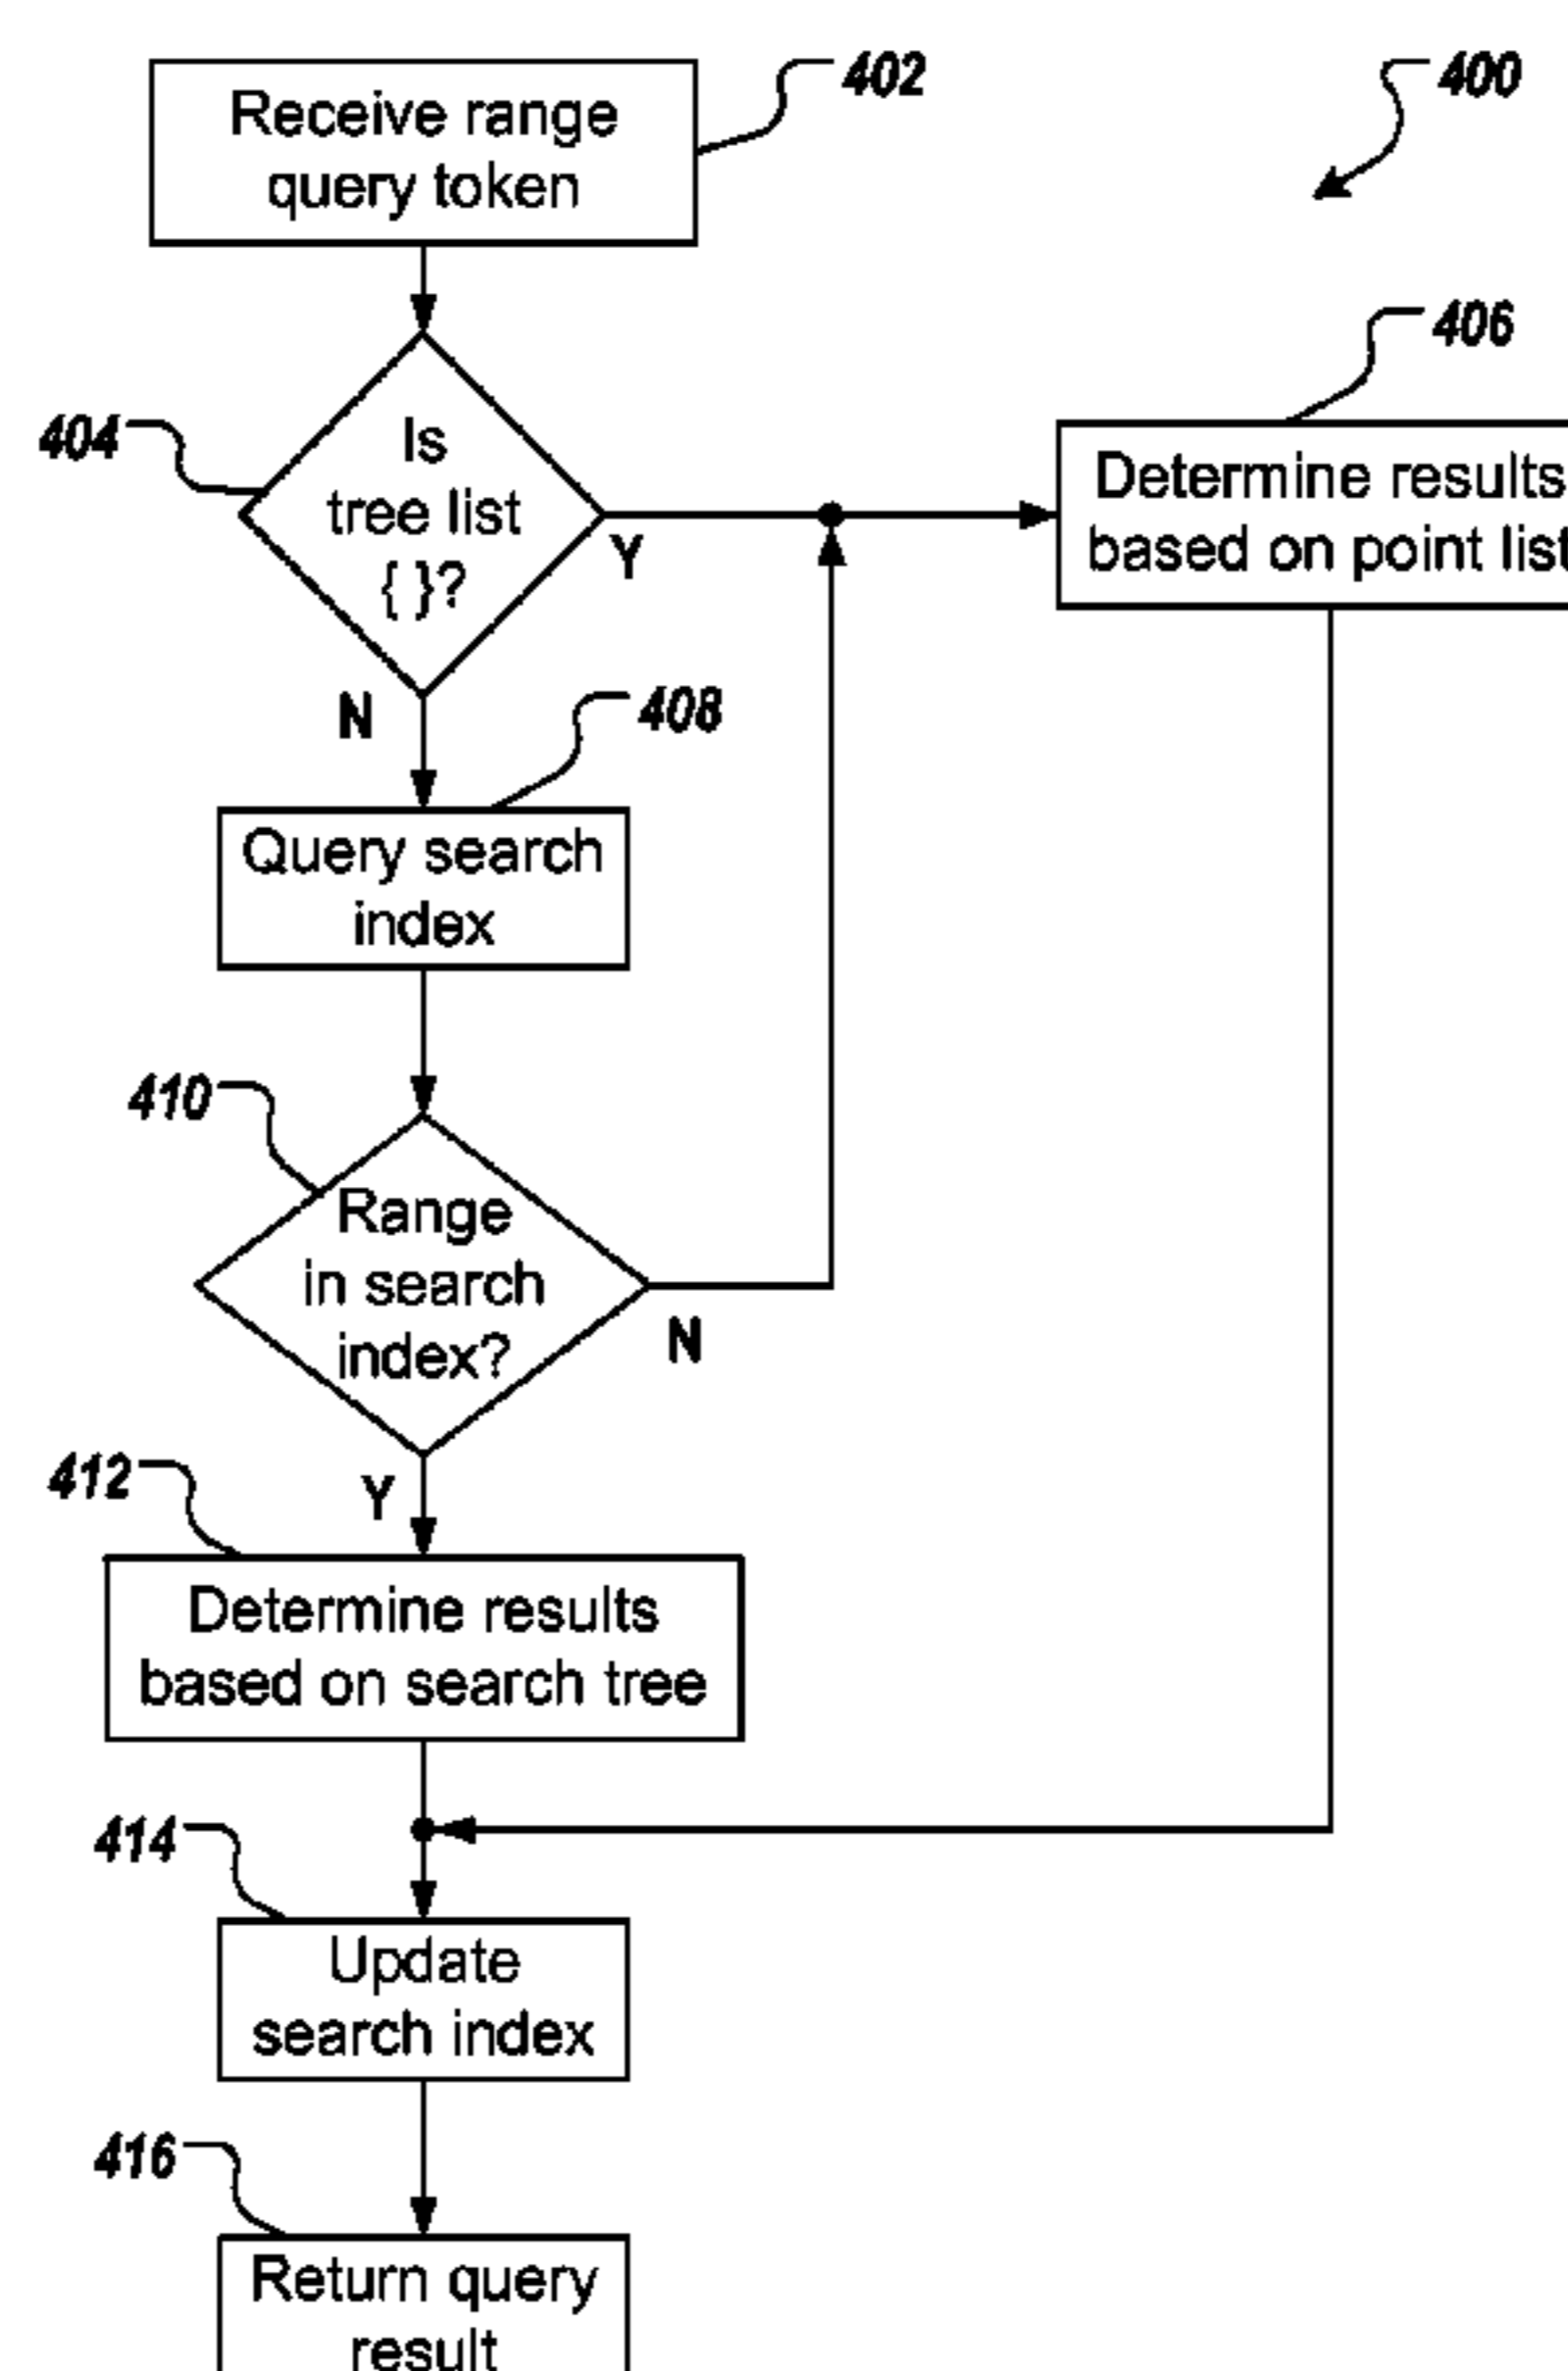 402
400
Receive range
query token
406
404
Is
tree list
{ }?
Y
Determine results
based on point list
N
408
Query search
index
410
Range
in search
index?
N
412
Y
Determine results
based on search tree
414
Update
search index
416
Return query
result